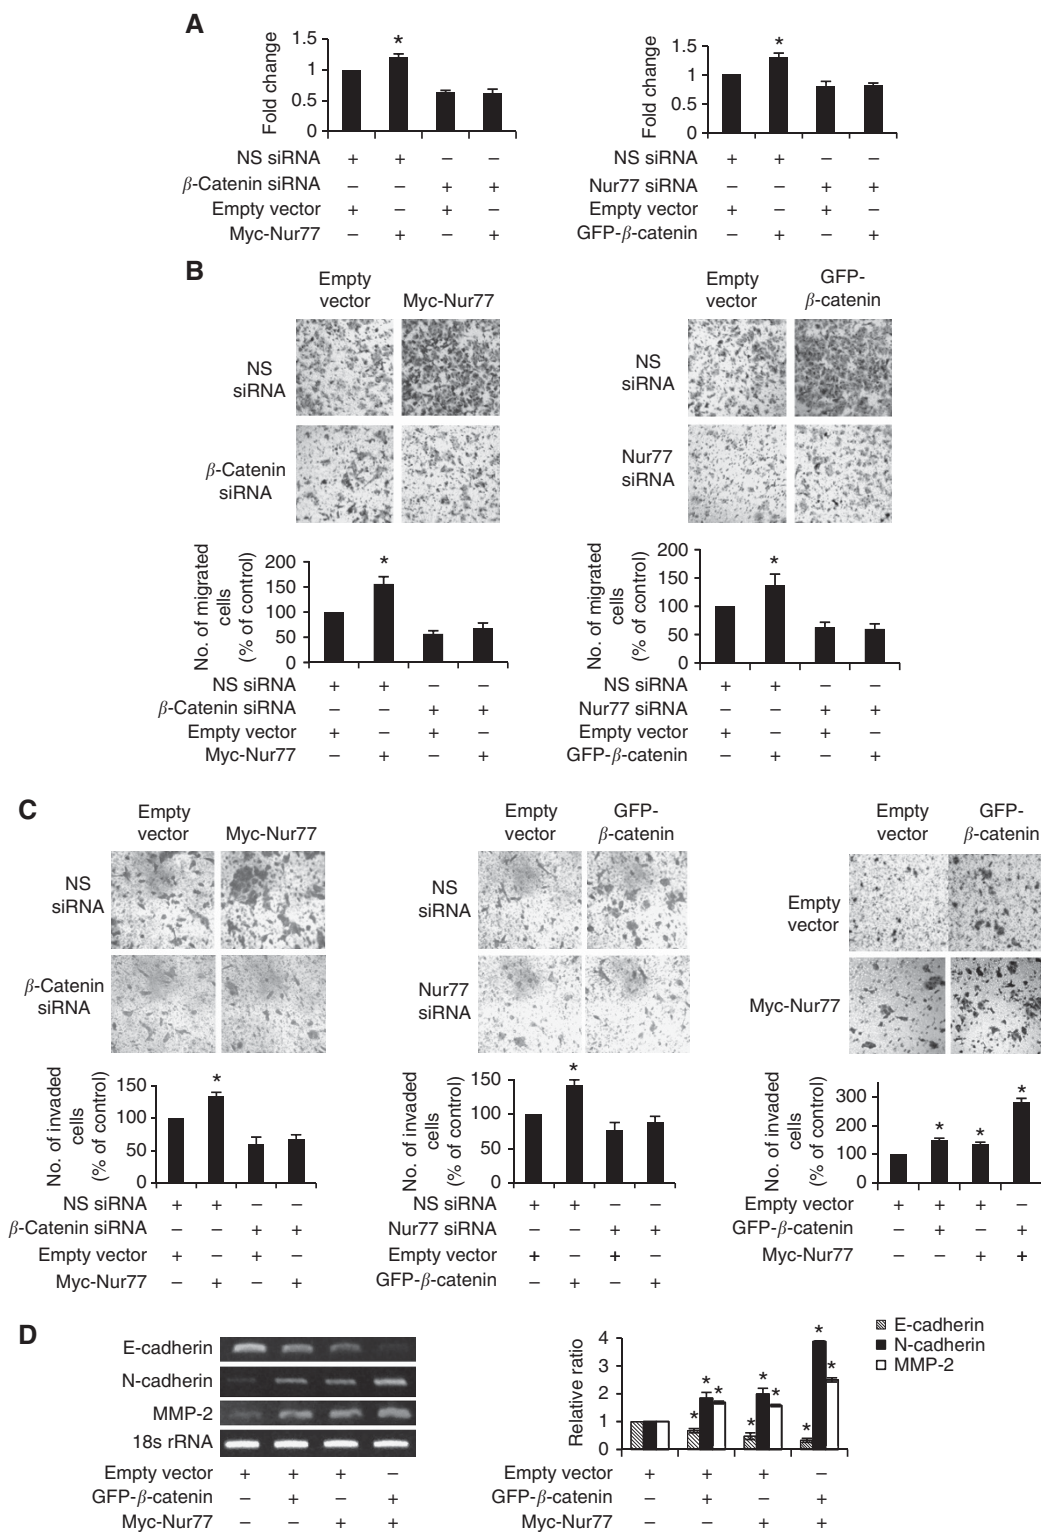 A
Fold change
1.5
1
0.5
0
*
NS siRNA + + – –
β-Catenin siRNA – – + +
Empty vector + – + –
Myc-Nur77 – + – +
Fold change
1.5
1
0.5
0
*
NS siRNA + + – –
Nur77 siRNA – – + +
Empty vector + – + –
GFP-β-catenin – + – +
B
Empty
vector
Myc-Nur77
NS
siRNA
β-Catenin
siRNA
Empty
vector
GFP-
β-catenin
NS
siRNA
Nur77
siRNA
No. of migrated
cells
(% of control)
200
150
100
50
0
*
NS siRNA + + – –
β-Catenin siRNA – – + +
Empty vector + – + –
Myc-Nur77 – + – +
No. of migrated
cells
(% of control)
200
150
100
50
0
*
NS siRNA + + – –
Nur77 siRNA – – + +
Empty vector + – + –
GFP-β-catenin – + – +
C
Empty
vector
Myc-Nur77
NS
siRNA
β-Catenin
siRNA
Empty
vector
GFP-
β-catenin
NS
siRNA
Nur77
siRNA
Empty
vector
GFP-
β-catenin
Empty
vector
Myc-Nur77
No. of invaded
cells
(% of control)
150
100
50
0
*
NS siRNA + + – –
β-Catenin siRNA – – + +
Empty vector + – + –
Myc-Nur77 – + – +
No. of invaded
cells
(% of control)
150
100
50
0
*
NS siRNA + + – –
Nur77 siRNA – – + +
Empty vector + – + –
GFP-β-catenin – + – +
No. of invaded
cells
(% of control)
300
200
100
0
* * *
Empty vector + + + –
GFP-β-catenin – + – +
Myc-Nur77 – – + +
D
E-cadherin
N-cadherin
MMP-2
18s rRNA
Empty vector + + + –
GFP-β-catenin – + – +
Myc-Nur77 – – + +
Relative ratio
4
3
2
1
0
* * * * * * * * *
E-cadherin
N-cadherin
MMP-2
Empty vector + + + –
GFP-β-catenin – + – +
Myc-Nur77 – – + +